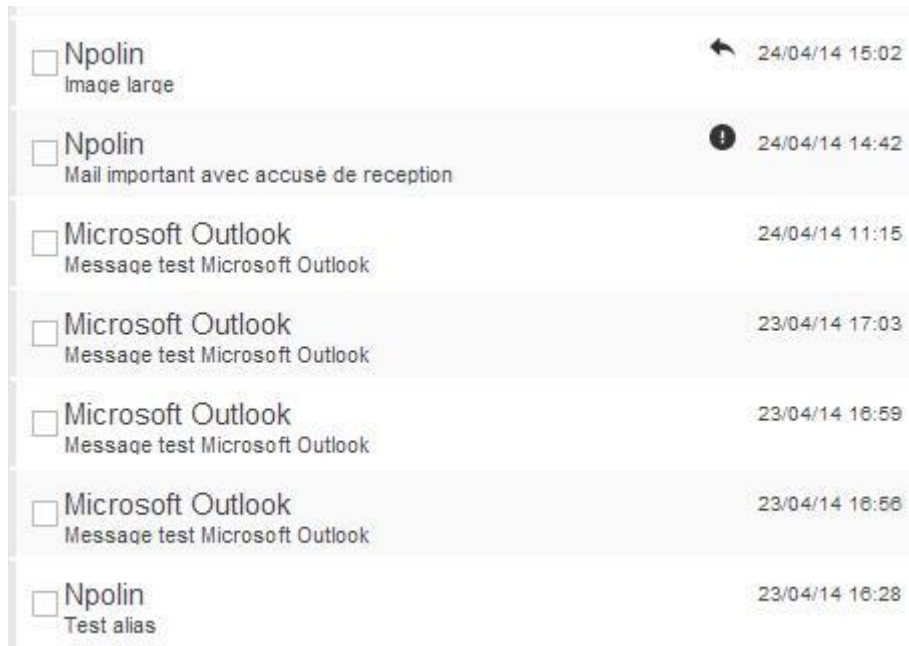 Npolin 24/04/14 15:02
Image large
Npolin 24/04/14 14:42
Mail important avec accusé de reception
Microsoft Outlook 24/04/14 11:15
Message test Microsoft Outlook
Microsoft Outlook 23/04/14 17:03
Message test Microsoft Outlook
Microsoft Outlook 23/04/14 16:59
Message test Microsoft Outlook
Microsoft Outlook 23/04/14 16:56
Message test Microsoft Outlook
Npolin 23/04/14 16:28
Test alias